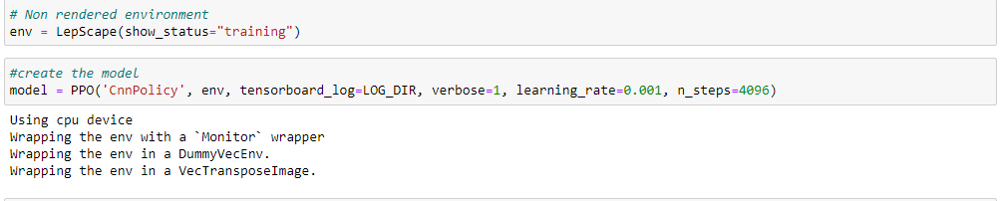 # Non rendered environment
env = LepScape(show_status="training")
#create the model
model = PPO('CnnPolicy', env, tensorboard_log=LOG_DIR, verbose=1, learning_rate=0.001, n_steps=4096)
Using cpu device
Wrapping the env with a `Monitor` wrapper
Wrapping the env in a DummyVecEnv.
Wrapping the env in a VecTransposeImage.